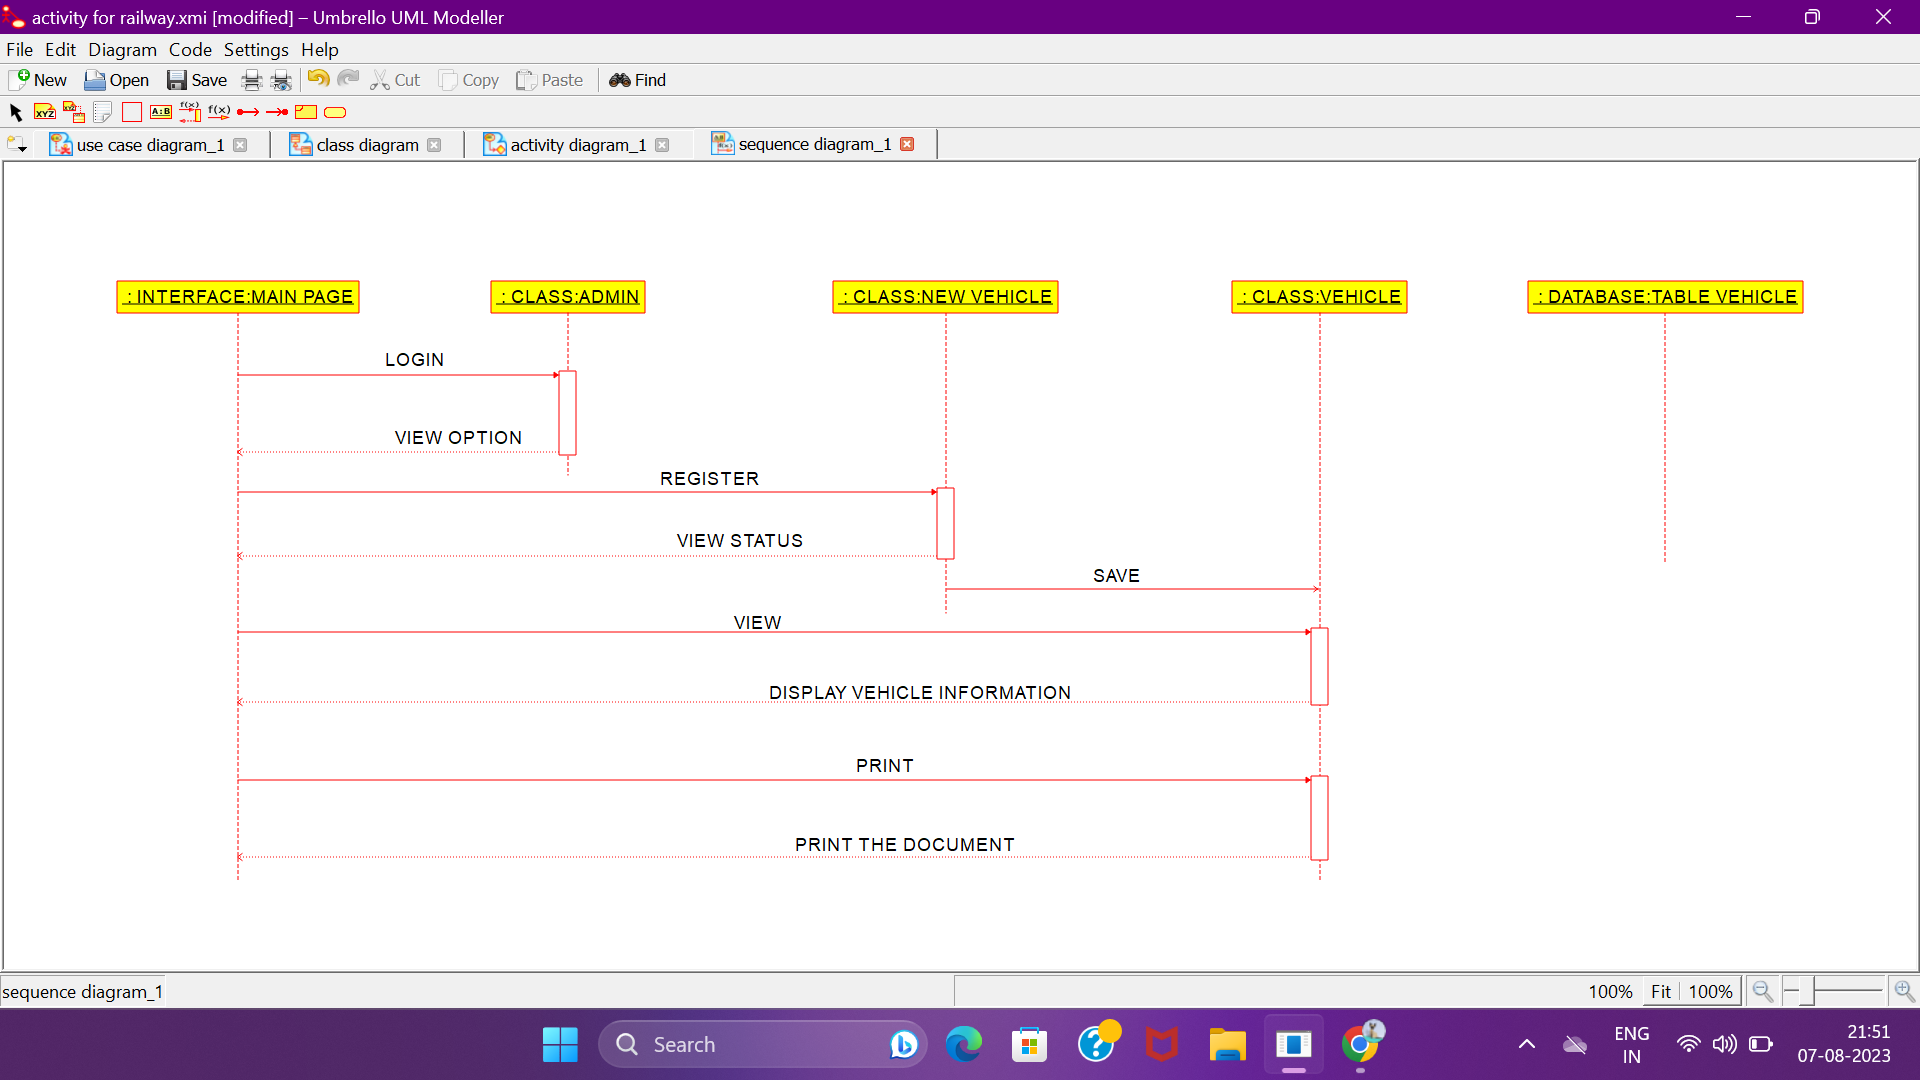 activity for railway.xmi [modified] – Umbrello UML Modeller
File Edit Diagram Code Settings Help
New Open Save Cut Copy Paste Find
XYZ XYZ A:B f(x) f(x)
use case diagram_1 class diagram activity diagram_1 sequence diagram_1
: INTERFACE:MAIN PAGE : CLASS:ADMIN : CLASS:NEW VEHICLE : CLASS:VEHICLE : DATABASE:TABLE VEHICLE
LOGIN
VIEW OPTION
REGISTER
VIEW STATUS
SAVE
VIEW
DISPLAY VEHICLE INFORMATION
PRINT
PRINT THE DOCUMENT
sequence diagram_1 100% Fit 100%
Search ENG 21:51
IN 07-08-2023